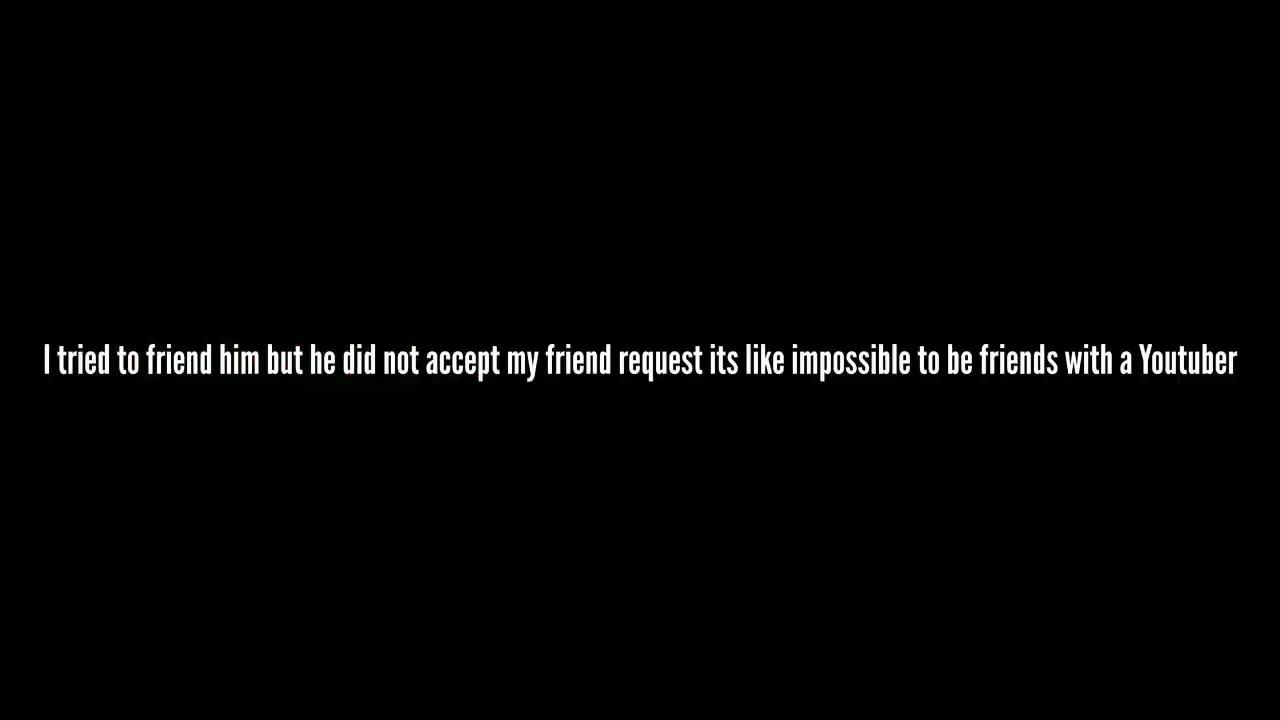 I tried to friend him but he did not accept my friend request its like impossible to be friends with a Youtuber